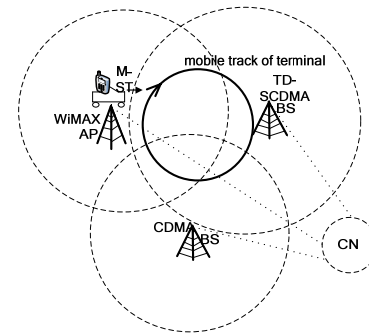 mobile track of terminal
M-
ST
TD-
SCDMA
BS
WiMAX
AP
CDMA
BS
CN